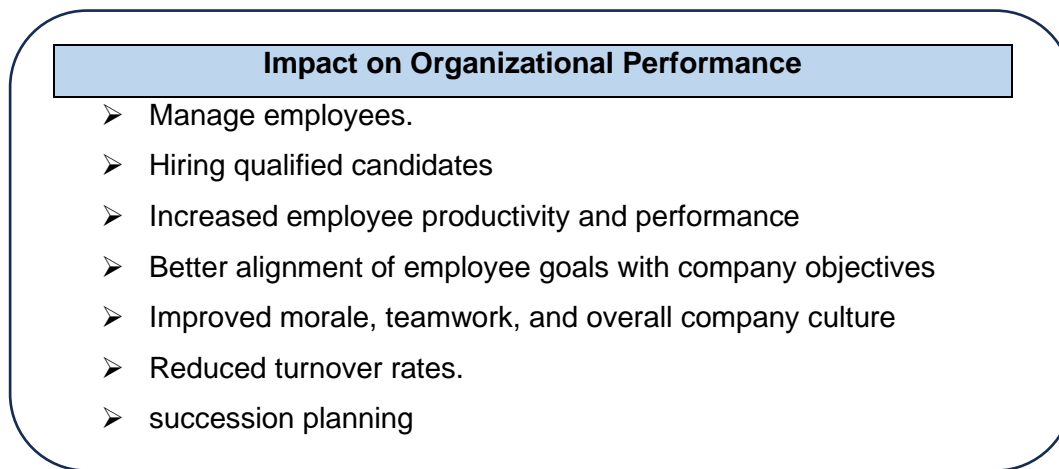 Impact on Organizational Performance
➢ Manage employees.
➢ Hiring qualified candidates
➢ Increased employee productivity and performance
➢ Better alignment of employee goals with company objectives
➢ Improved morale, teamwork, and overall company culture
➢ Reduced turnover rates.
➢ succession planning